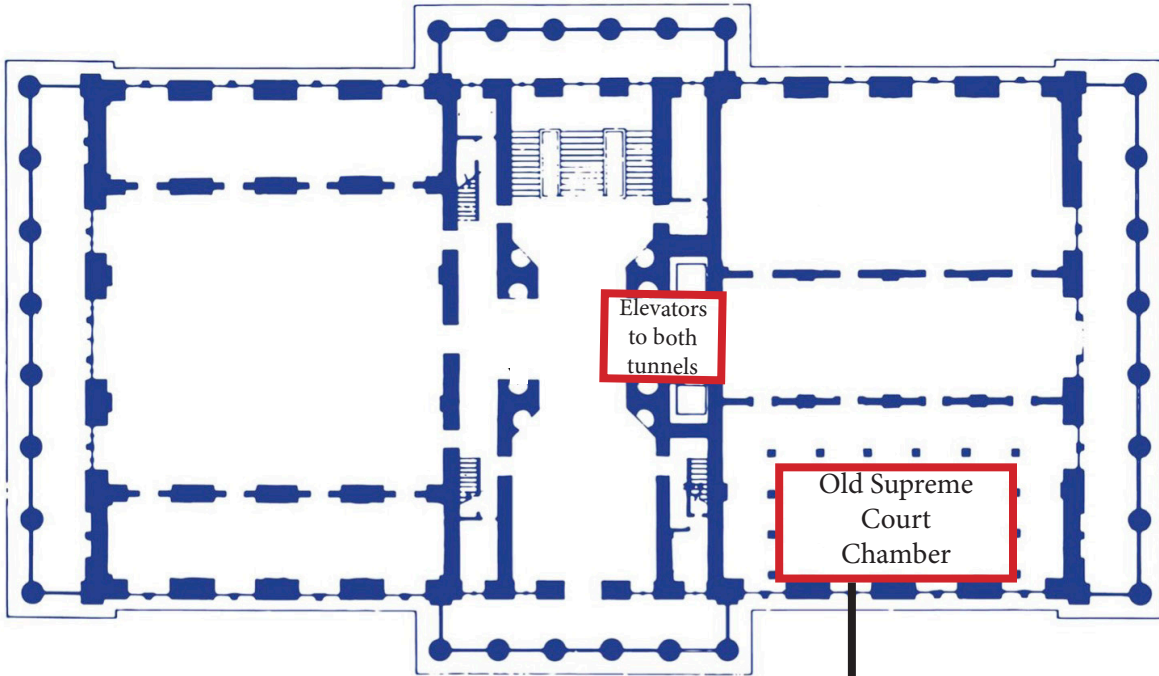 Elevators
to both
tunnels
Old Supreme
Court
Chamber